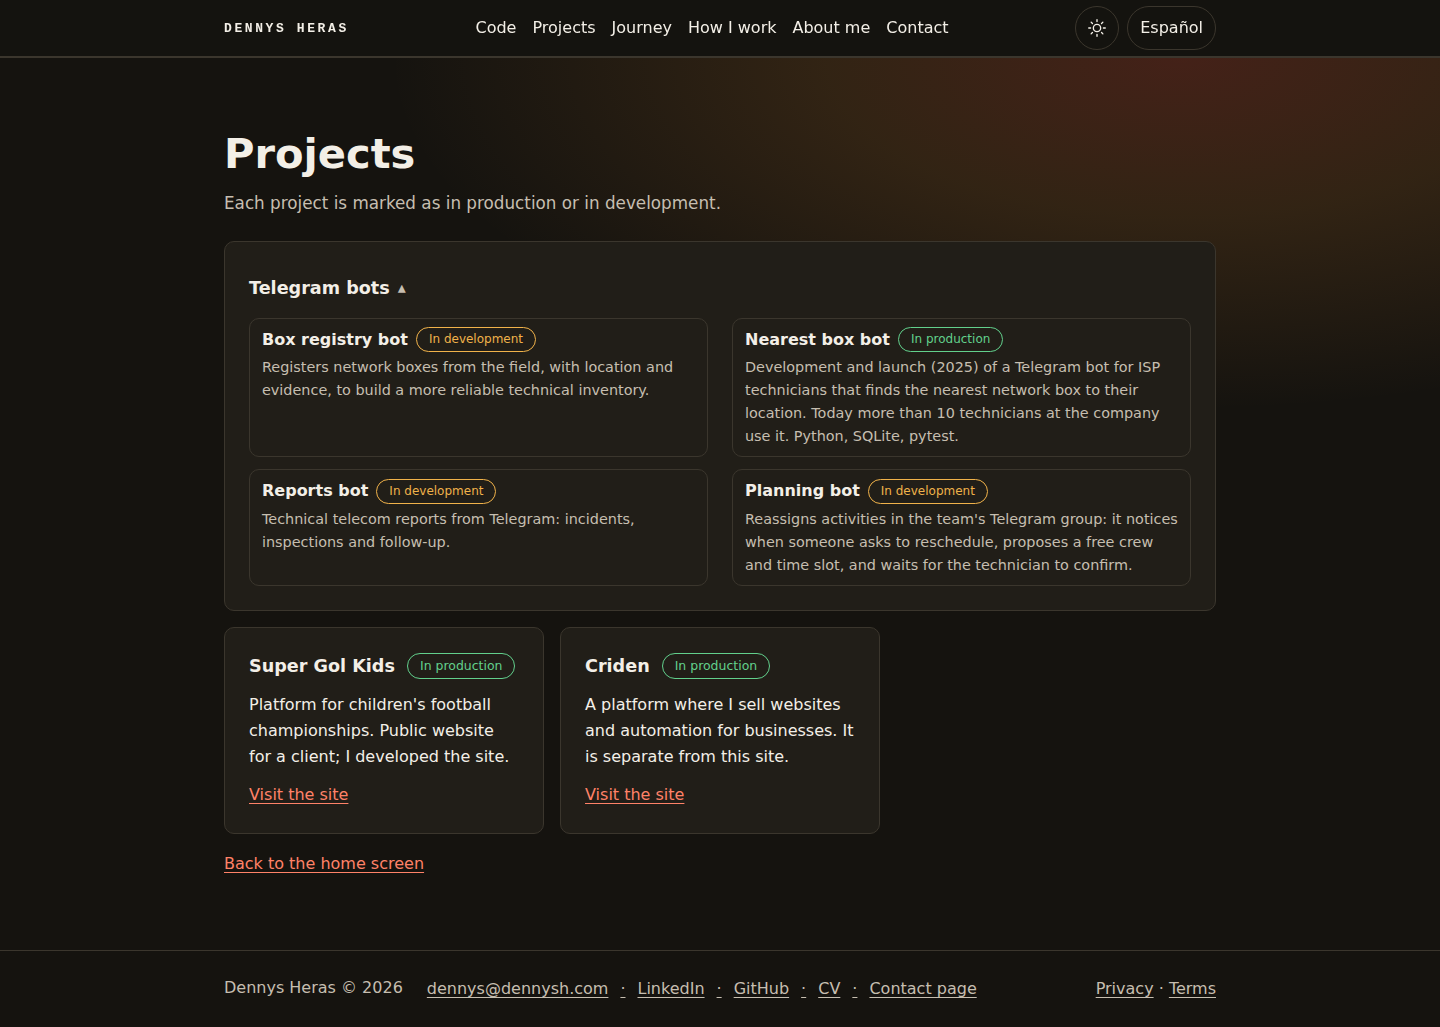 DENNYS HERAS
Code Projects Journey How I work About me Contact
Español
Projects
Each project is marked as in production or in development.
Telegram bots ▲
Box registry bot In development
Registers network boxes from the field, with location and
evidence, to build a more reliable technical inventory.
Nearest box bot In production
Development and launch (2025) of a Telegram bot for ISP
technicians that finds the nearest network box to their
location. Today more than 10 technicians at the company
use it. Python, SQLite, pytest.
Reports bot In development
Technical telecom reports from Telegram: incidents,
inspections and follow-up.
Planning bot In development
Reassigns activities in the team's Telegram group: it notices
when someone asks to reschedule, proposes a free crew
and time slot, and waits for the technician to confirm.
Super Gol Kids In production
Platform for children's football
championships. Public website
for a client; I developed the site.
Visit the site
Criden In production
A platform where I sell websites
and automation for businesses. It
is separate from this site.
Visit the site
Back to the home screen
Dennys Heras © 2026 dennys@dennysh.com · LinkedIn · GitHub · CV · Contact page Privacy · Terms